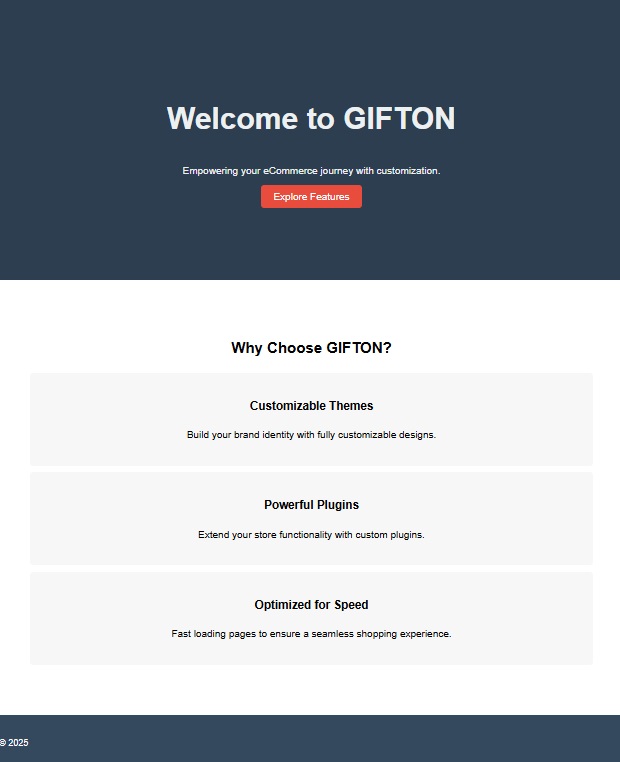 Welcome to GIFTON
Empowering your eCommerce journey with customization.
Explore Features
Why Choose GIFTON?
Customizable Themes
Build your brand identity with fully customizable designs.
Powerful Plugins
Extend your store functionality with custom plugins.
Optimized for Speed
Fast loading pages to ensure a seamless shopping experience.
© 2025